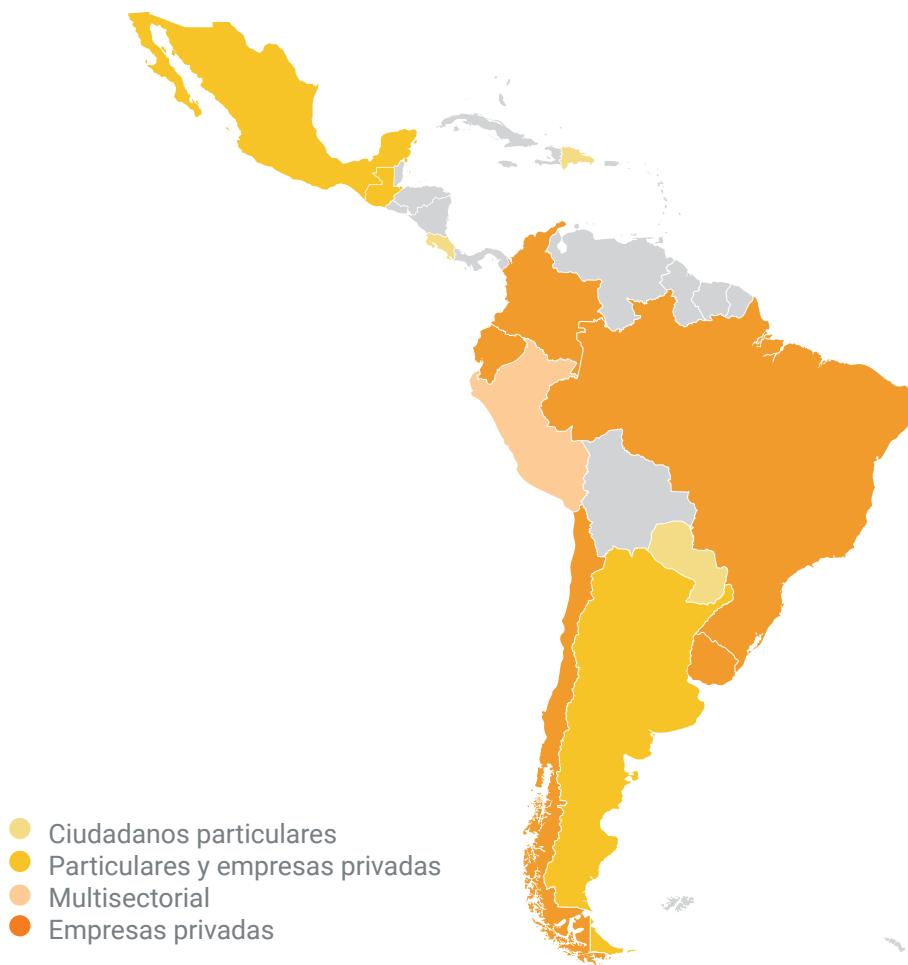 Ciudadanos particulares
Particulares y empresas privadas
Multisectorial
Empresas privadas